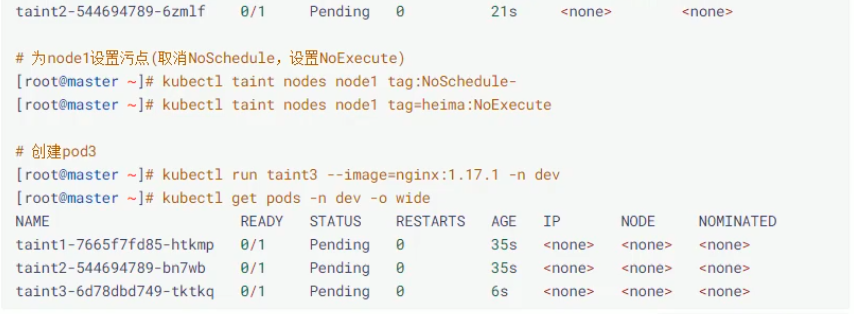 taint2-544694789-6zmlf 0/1 Pending 0 21s <none> <none>
# 为node1设置污点(取消NoSchedule，设置NoExecute)
[root@master ~]# kubectl taint nodes node1 tag:NoSchedule-
[root@master ~]# kubectl taint nodes node1 tag=heima:NoExecute
# 创建pod3
[root@master ~]# kubectl run taint3 --image=nginx:1.17.1 -n dev
[root@master ~]# kubectl get pods -n dev -o wide
NAME READY STATUS RESTARTS AGE IP NODE NOMINATED
taint1-7665f7fd85-htkmp 0/1 Pending 0 35s <none> <none> <none>
taint2-544694789-bn7wb 0/1 Pending 0 35s <none> <none> <none>
taint3-6d78dbd749-tktkq 0/1 Pending 0 6s <none> <none> <none>